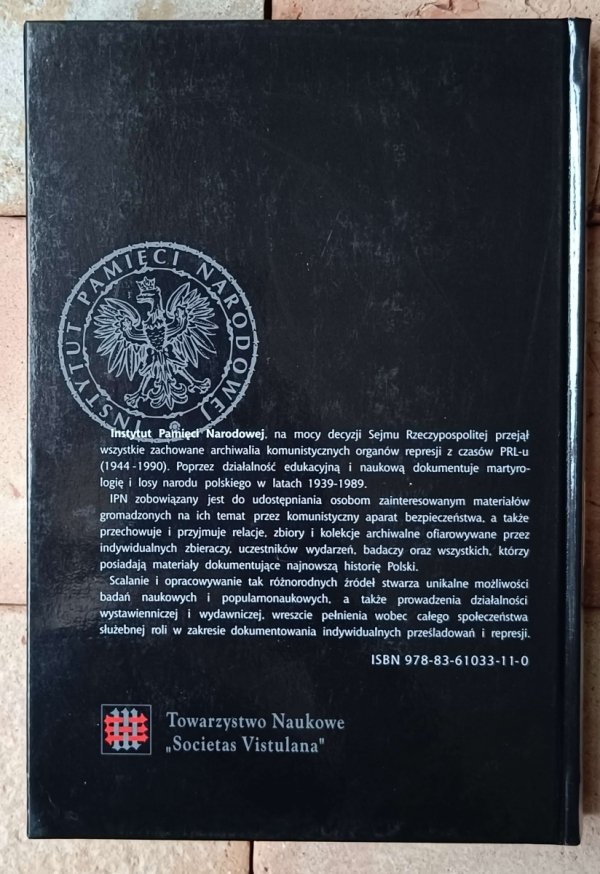 INSTYTUT PAMIĘCI NARODOWEJ
Instytut Pamięci Narodowej, na mocy decyzji Sejmu Rzeczypospolitej przejął
wszystkie zachowane archiwalia komunistycznych organów represji z czasów PRL-u
(1944-1990). Poprzez działalność edukacyjną i naukową dokumentuje martyro-
logię i losy narodu polskiego w latach 1939-1989.
IPN zobowiązany jest do udostępniania osobom zainteresowanym materiałów
gromadzonych na ich temat przez komunistyczny aparat bezpieczeństwa, a także
przechowuje i przyjmuje relacje, zbiory i kolekcje archiwalne ofiarowywane przez
indywidualnych zbieraczy, uczestników wydarzeń, badaczy oraz wszystkich, którzy
posiadają materiały dokumentujące najnowszą historię Polski.
Scalanie i opracowywanie tak różnorodnych źródeł stwarza unikalne możliwości
badań naukowych i popularnonaukowych, a także prowadzenia działalności
wystawienniczej i wydawniczej, wreszcie pełnienia wobec całego społeczeństwa
służebnej roli w zakresie dokumentowania indywidualnych prześladowań i represji.
ISBN 978-83-61033-11-0
Towarzystwo Naukowe
„Societas Vistulana"